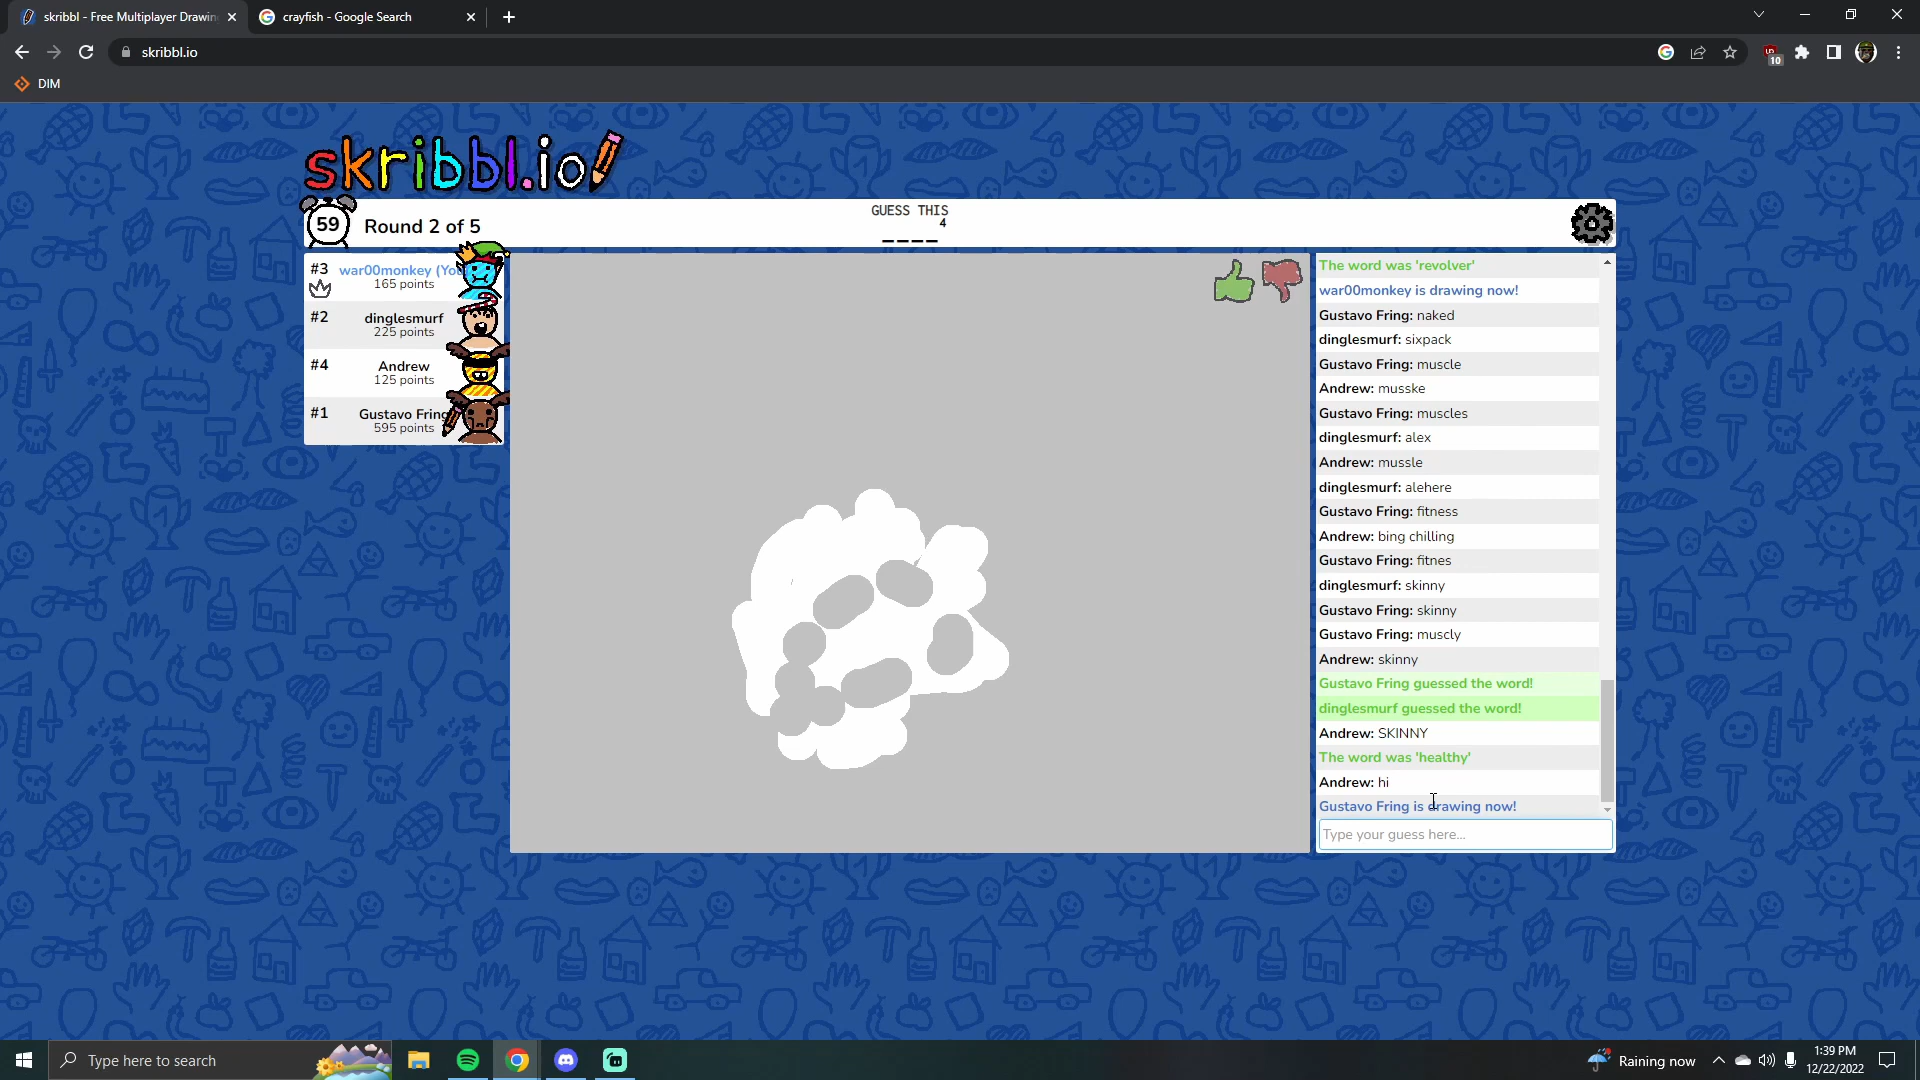 skribbl - Free Multiplayer Drawin
crayfish - Google Search
skribbl.io
10
DIM
skribbl.io
59
Round 2 of 5
GUESS THIS
4
_ _ _ _
#3
war00monkey (You
165 points
#2
dinglesmurf
225 points
#4
Andrew
125 points
#1
Gustavo Fring
595 points
The word was 'revolver'
war00monkey is drawing now!
Gustavo Fring: naked
dinglesmurf: sixpack
Gustavo Fring: muscle
Andrew: musske
Gustavo Fring: muscles
dinglesmurf: alex
Andrew: mussle
dinglesmurf: alehere
Gustavo Fring: fitness
Andrew: bing chilling
Gustavo Fring: fitnes
dinglesmurf: skinny
Gustavo Fring: skinny
Gustavo Fring: muscly
Andrew: skinny
Gustavo Fring guessed the word!
dinglesmurf guessed the word!
Andrew: SKINNY
The word was 'healthy'
Andrew: hi
Gustavo Fring is drawing now!
Type your guess here...
Type here to search
Raining now
1:39 PM
12/22/2022